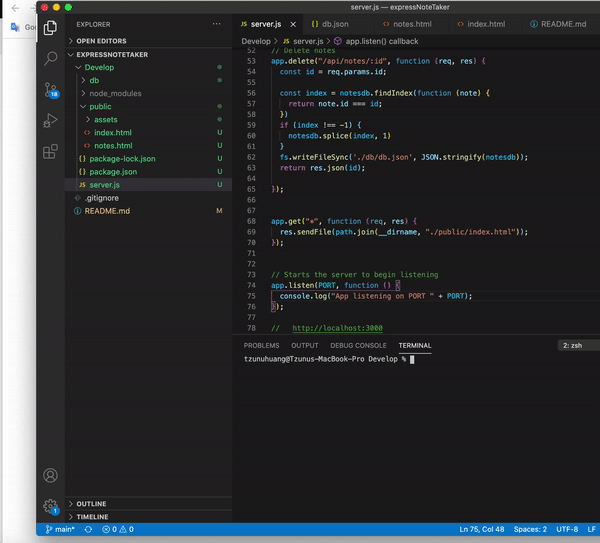 server.js — expressNoteTaker
Goo
EXPLORER
server.js
db.json
notes.html
index.html
README.md
OPEN EDITORS
Develop > server.js > app.listen() callback
EXPRESSNOTETAKER
Develop
db
node_modules
public
assets
index.html U
notes.html U
package-lock.json U
package.json U
server.js U
.gitignore
README.md M
18
52 // Delete notes
53 app.delete("/api/notes/:id", function (req, res) {
54 const id = req.params.id;
55
56 const index = notesdb.findIndex(function (note) {
57 return note.id === id;
58 })
59 if (index !== -1) {
60 notesdb.splice(index, 1)
61 }
62 fs.writeFileSync('./db/db.json', JSON.stringify(notesdb));
63 return res.json(id);
64
65 });
66
67
68 app.get("*", function (req, res) {
69 res.sendFile(path.join(__dirname, "./public/index.html"));
70 });
71
72
73 // Starts the server to begin listening
74 app.listen(PORT, function () {
75 console.log("App listening on PORT " + PORT);
76 });
77
78 // http://localhost:3000
PROBLEMS OUTPUT DEBUG CONSOLE TERMINAL 2: zsh
tzunuhuang@Tzunus-MacBook-Pro Develop %
OUTLINE
TIMELINE
1
main* 0 0 Ln 75, Col 48 Spaces: 2 UTF-8 LF